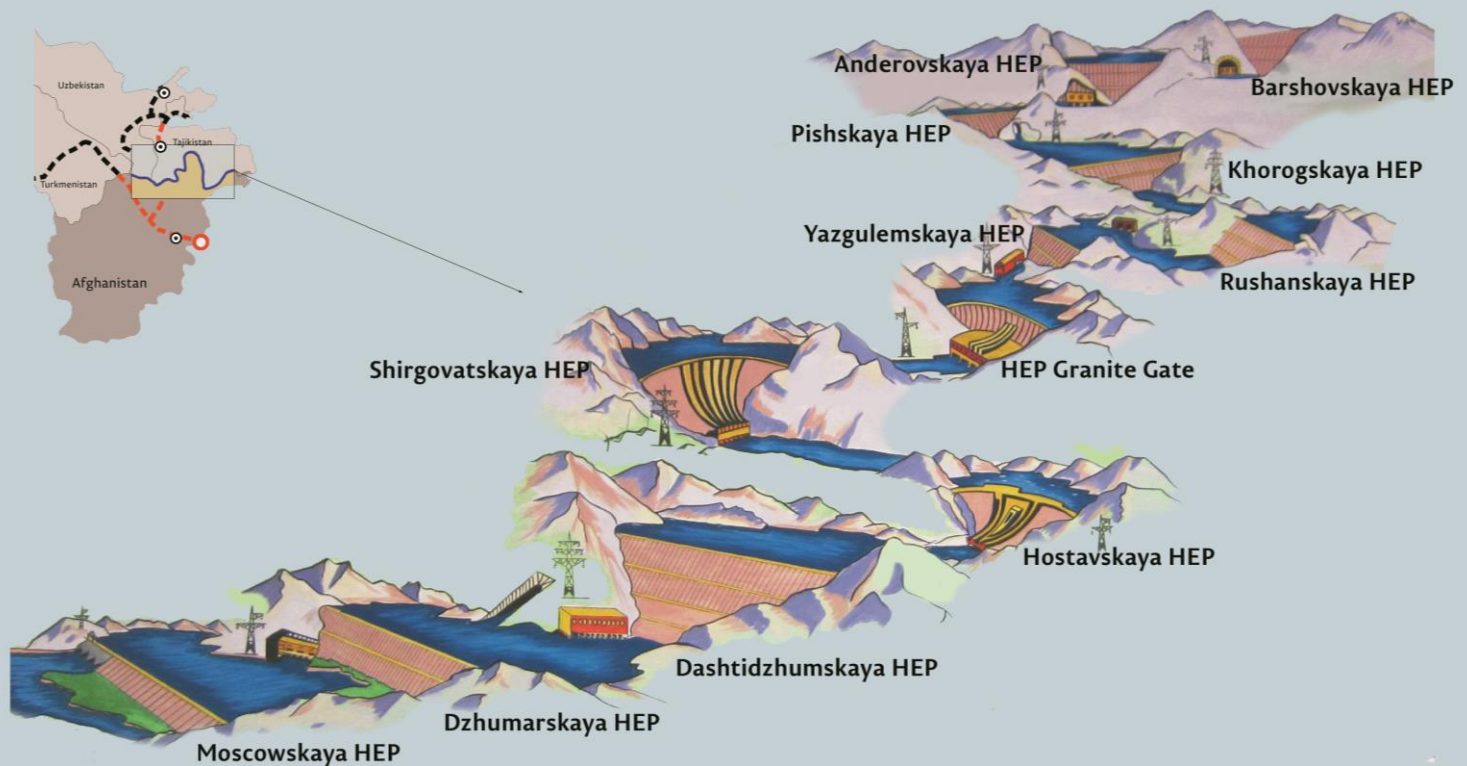 Uzbekistan
Tajikistan
Turkmenistan
Afghanistan
Anderovskaya HEP
Barshovskaya HEP
Pishskaya HEP
Khorogskaya HEP
Yazgulemskaya HEP
Rushanskaya HEP
Shirgovatskaya HEP
HEP Granite Gate
Hostavskaya HEP
Dashtidzhumskaya HEP
Dzhumarskaya HEP
Moscowskaya HEP